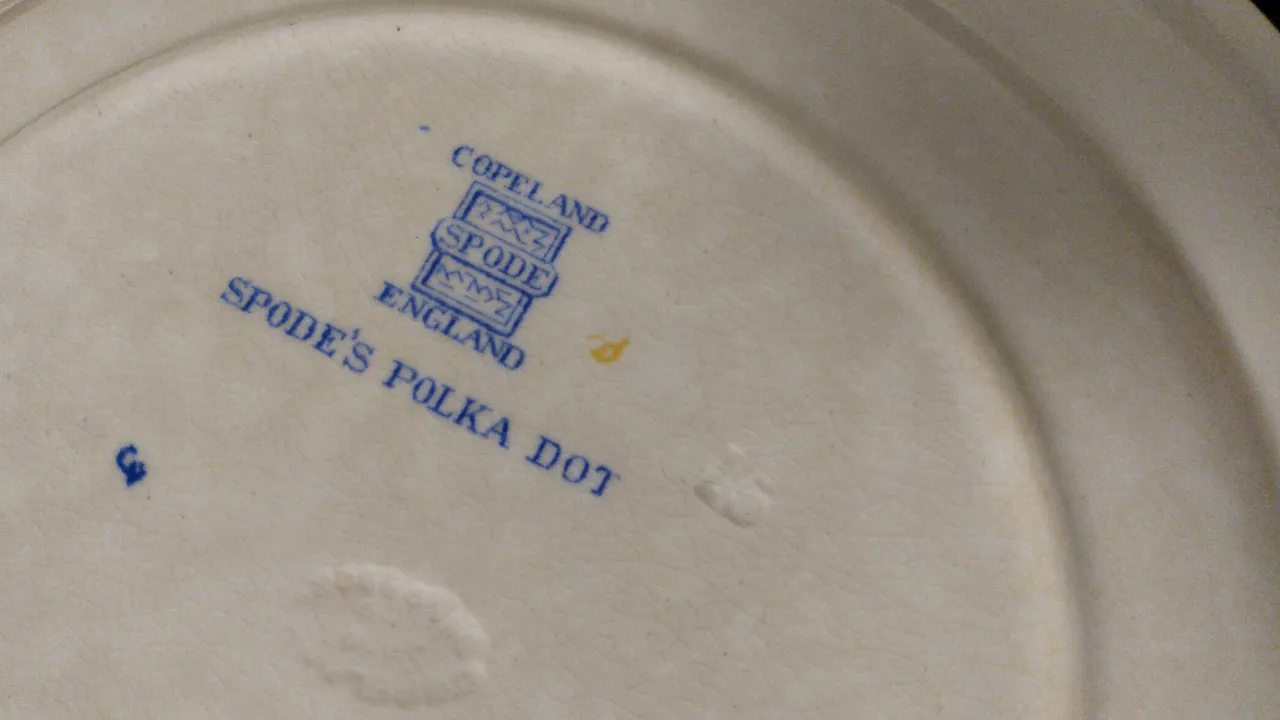 COPELAND
SPODE
ENGLAND
SPODE'S POLKA DOT